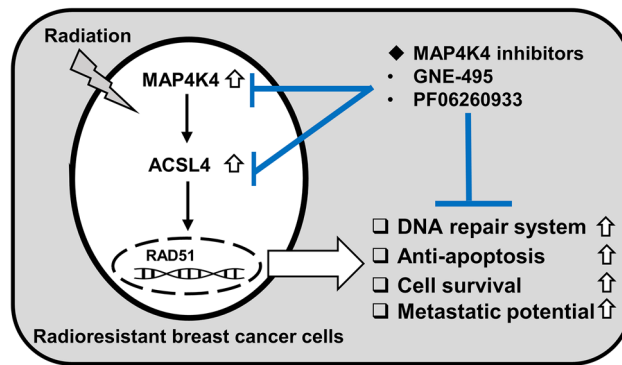 Radiation
MAP4K4
ACSL4
RAD51
Radioresistant breast cancer cells
◆ MAP4K4 inhibitors
• GNE-495
• PF06260933
❑ DNA repair system
❑ Anti-apoptosis
❑ Cell survival
❑ Metastatic potential